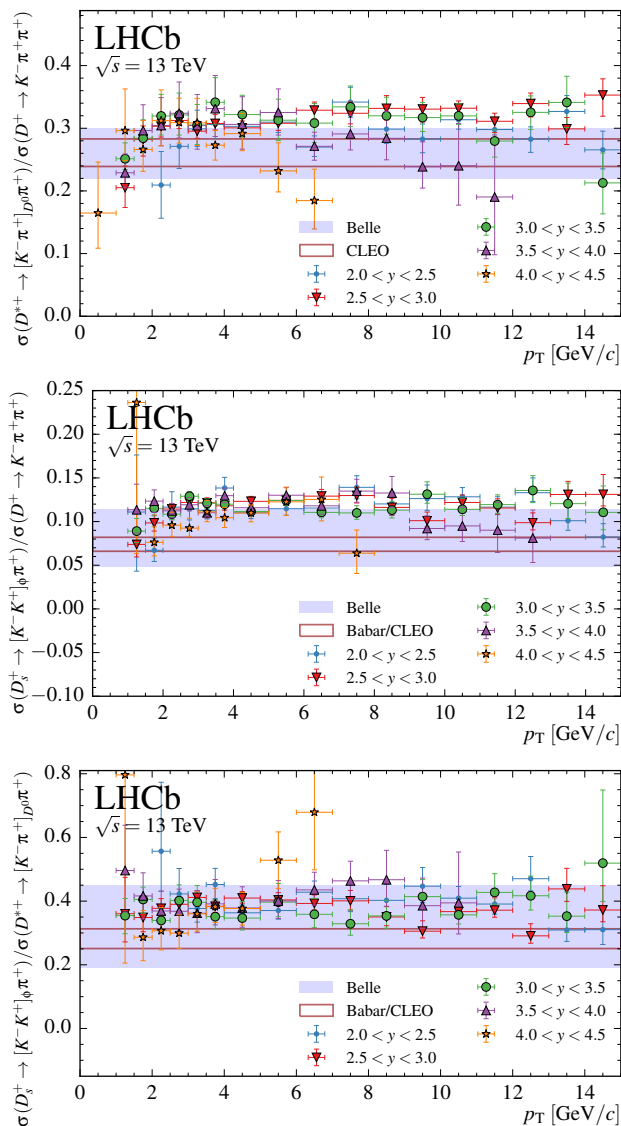 LHCb
√s = 13 TeV
σ(D*+ → [K−π+]D0π+)/σ(D+ → K−π+π+)
0.4
0.3
0.2
0.1
0.0
Belle
CLEO
2.0 < y < 2.5
2.5 < y < 3.0
3.0 < y < 3.5
3.5 < y < 4.0
4.0 < y < 4.5
0 2 4 6 8 10 12 14
pT [GeV/c]
LHCb
√s = 13 TeV
σ(Ds+ → [K−K+]ϕπ+)/σ(D+ → K−π+π+)
0.25
0.20
0.15
0.10
0.05
0.00
−0.05
−0.10
Belle
Babar/CLEO
2.0 < y < 2.5
2.5 < y < 3.0
3.0 < y < 3.5
3.5 < y < 4.0
4.0 < y < 4.5
0 2 4 6 8 10 12 14
pT [GeV/c]
LHCb
√s = 13 TeV
σ(Ds+ → [K−K+]ϕπ+)/σ(D*+ → [K−π+]D0π+)
0.8
0.6
0.4
0.2
0.0
Belle
Babar/CLEO
2.0 < y < 2.5
2.5 < y < 3.0
3.0 < y < 3.5
3.5 < y < 4.0
4.0 < y < 4.5
0 2 4 6 8 10 12 14
pT [GeV/c]